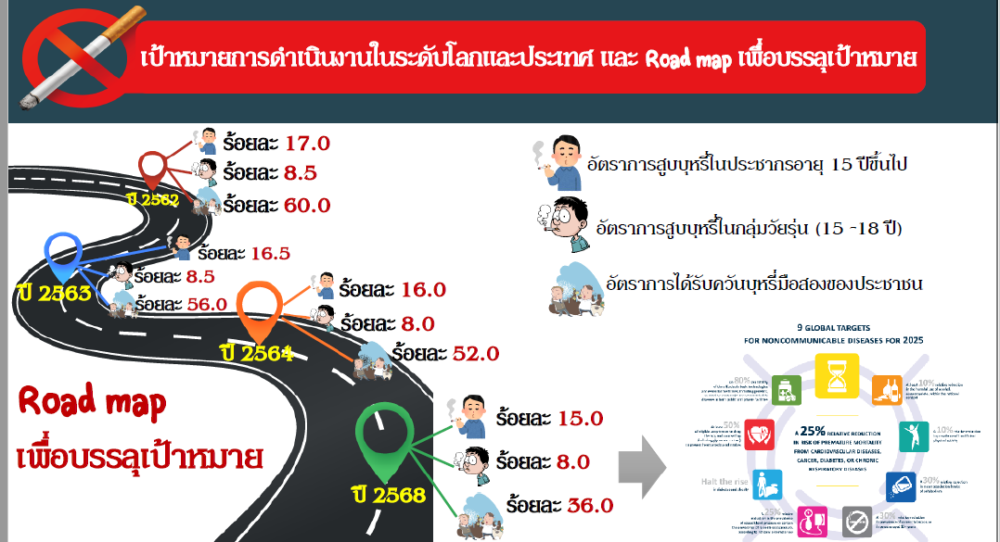 เป้าหมายการดำเนินงานในระดับโลกและประเทศ และ Road map เพื่อบรรลุเป้าหมาย
ร้อยละ 17.0
ร้อยละ 8.5
ร้อยละ 60.0
ปี 2562
ร้อยละ 16.5
ร้อยละ 8.5
ร้อยละ 56.0
ปี 2563
ร้อยละ 16.0
ร้อยละ 8.0
ร้อยละ 52.0
ปี 2564
ร้อยละ 15.0
ร้อยละ 8.0
ร้อยละ 36.0
ปี 2568
Road map
เพื่อบรรลุเป้าหมาย
อัตราการสูบบุหรี่ในประชากรอายุ 15 ปีขึ้นไป
อัตราการสูบบุหรี่ในกลุ่มวัยรุ่น (15 -18 ปี)
อัตราการได้รับควันบุหรี่มือสองของประชาชน
9 GLOBAL TARGETS
FOR NONCOMMUNICABLE DISEASES FOR 2025
80%
10%
50%
A 25% RELATIVE REDUCTION
IN RISK OF PREMATURE MORTALITY
FROM CARDIOVASCULAR DISEASES,
CANCER, DIABETES, OR CHRONIC
RESPIRATORY DISEASES
10%
Halt the rise
30%
25%
30%